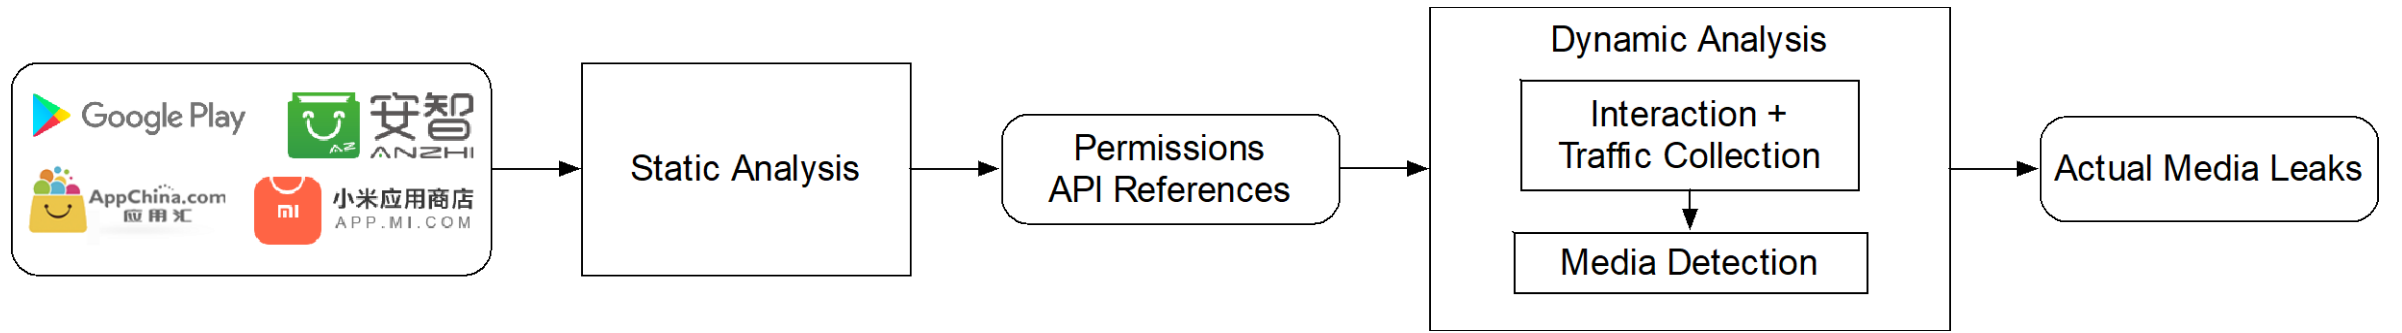 Google Play
安智
AZ
ANZHI
AppChina.com
应用汇
mi
小米应用商店
APP.MI.COM
Static Analysis
Permissions
API References
Dynamic Analysis
Interaction +
Traffic Collection
Media Detection
Actual Media Leaks